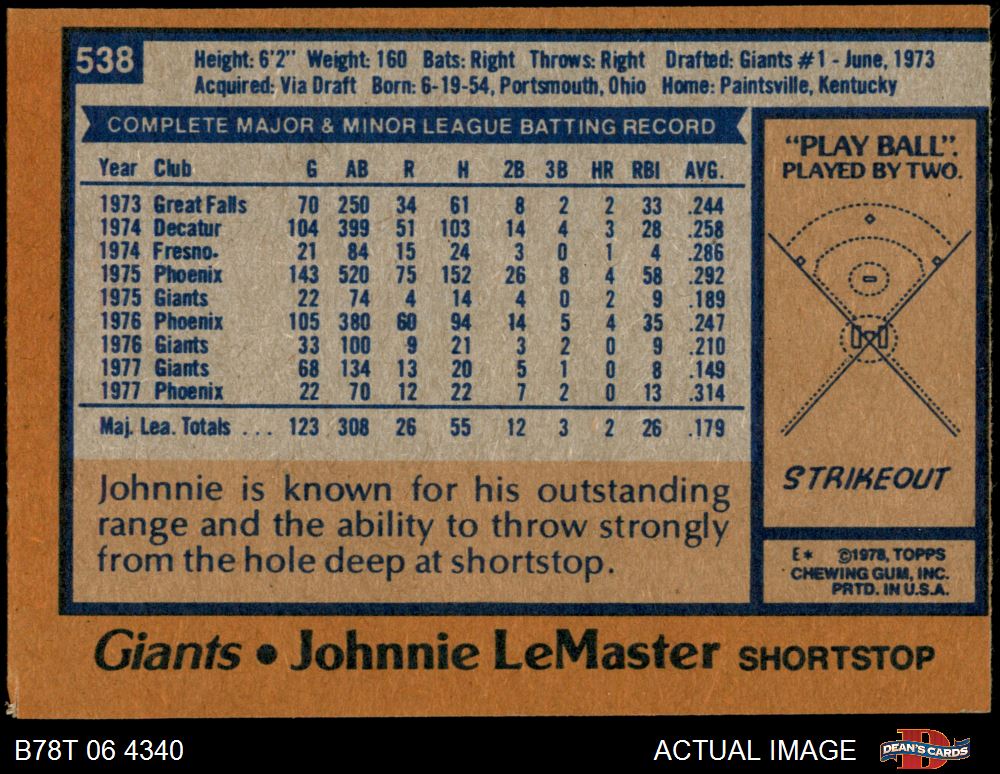 538
Height: 6'2" Weight: 160 Bats: Right Throws: Right Drafted: Giants #1 - June, 1973
Acquired: Via Draft Born: 6-19-54, Portsmouth, Ohio Home: Paintsville, Kentucky
COMPLETE MAJOR & MINOR LEAGUE BATTING RECORD
Year Club G AB R H 2B 3B HR RBI AVG.
1973 Great Falls 70 250 34 61 8 2 2 33 .244
1974 Decatur 104 399 51 103 14 4 3 28 .258
1974 Fresno. 21 84 15 24 3 0 1 4 .286
1975 Phoenix 143 520 75 152 26 8 4 58 .292
1975 Giants 22 74 4 14 4 0 2 9 .189
1976 Phoenix 105 380 60 94 14 5 4 35 .247
1976 Giants 33 100 9 21 3 2 0 9 .210
1977 Giants 68 134 13 20 5 1 0 8 .149
1977 Phoenix 22 70 12 22 7 2 0 13 .314
Maj. Lea. Totals ... 123 308 26 55 12 3 2 26 .179
Johnnie is known for his outstanding
range and the ability to throw strongly
from the hole deep at shortstop.
"PLAY BALL".
PLAYED BY TWO.
STRIKEOUT
E* ©1978, TOPPS
CHEWING GUM, INC.
PRTD. IN U.S.A.
Giants • Johnnie LeMaster SHORTSTOP
B78T 06 4340
ACTUAL IMAGE
DEAN'S CARDS